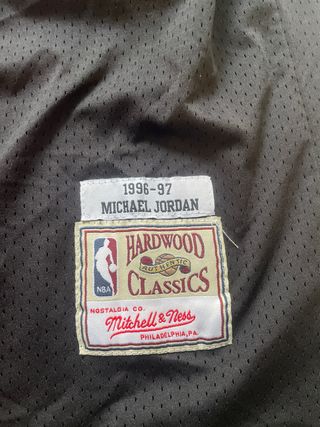 1996-97
MICHAEL JORDAN
HARDWOOD
AUTHENTIC
CLASSICS
NBA
NOSTALGIA CO.
Mitchell & Ness
PHILADELPHIA, PA.